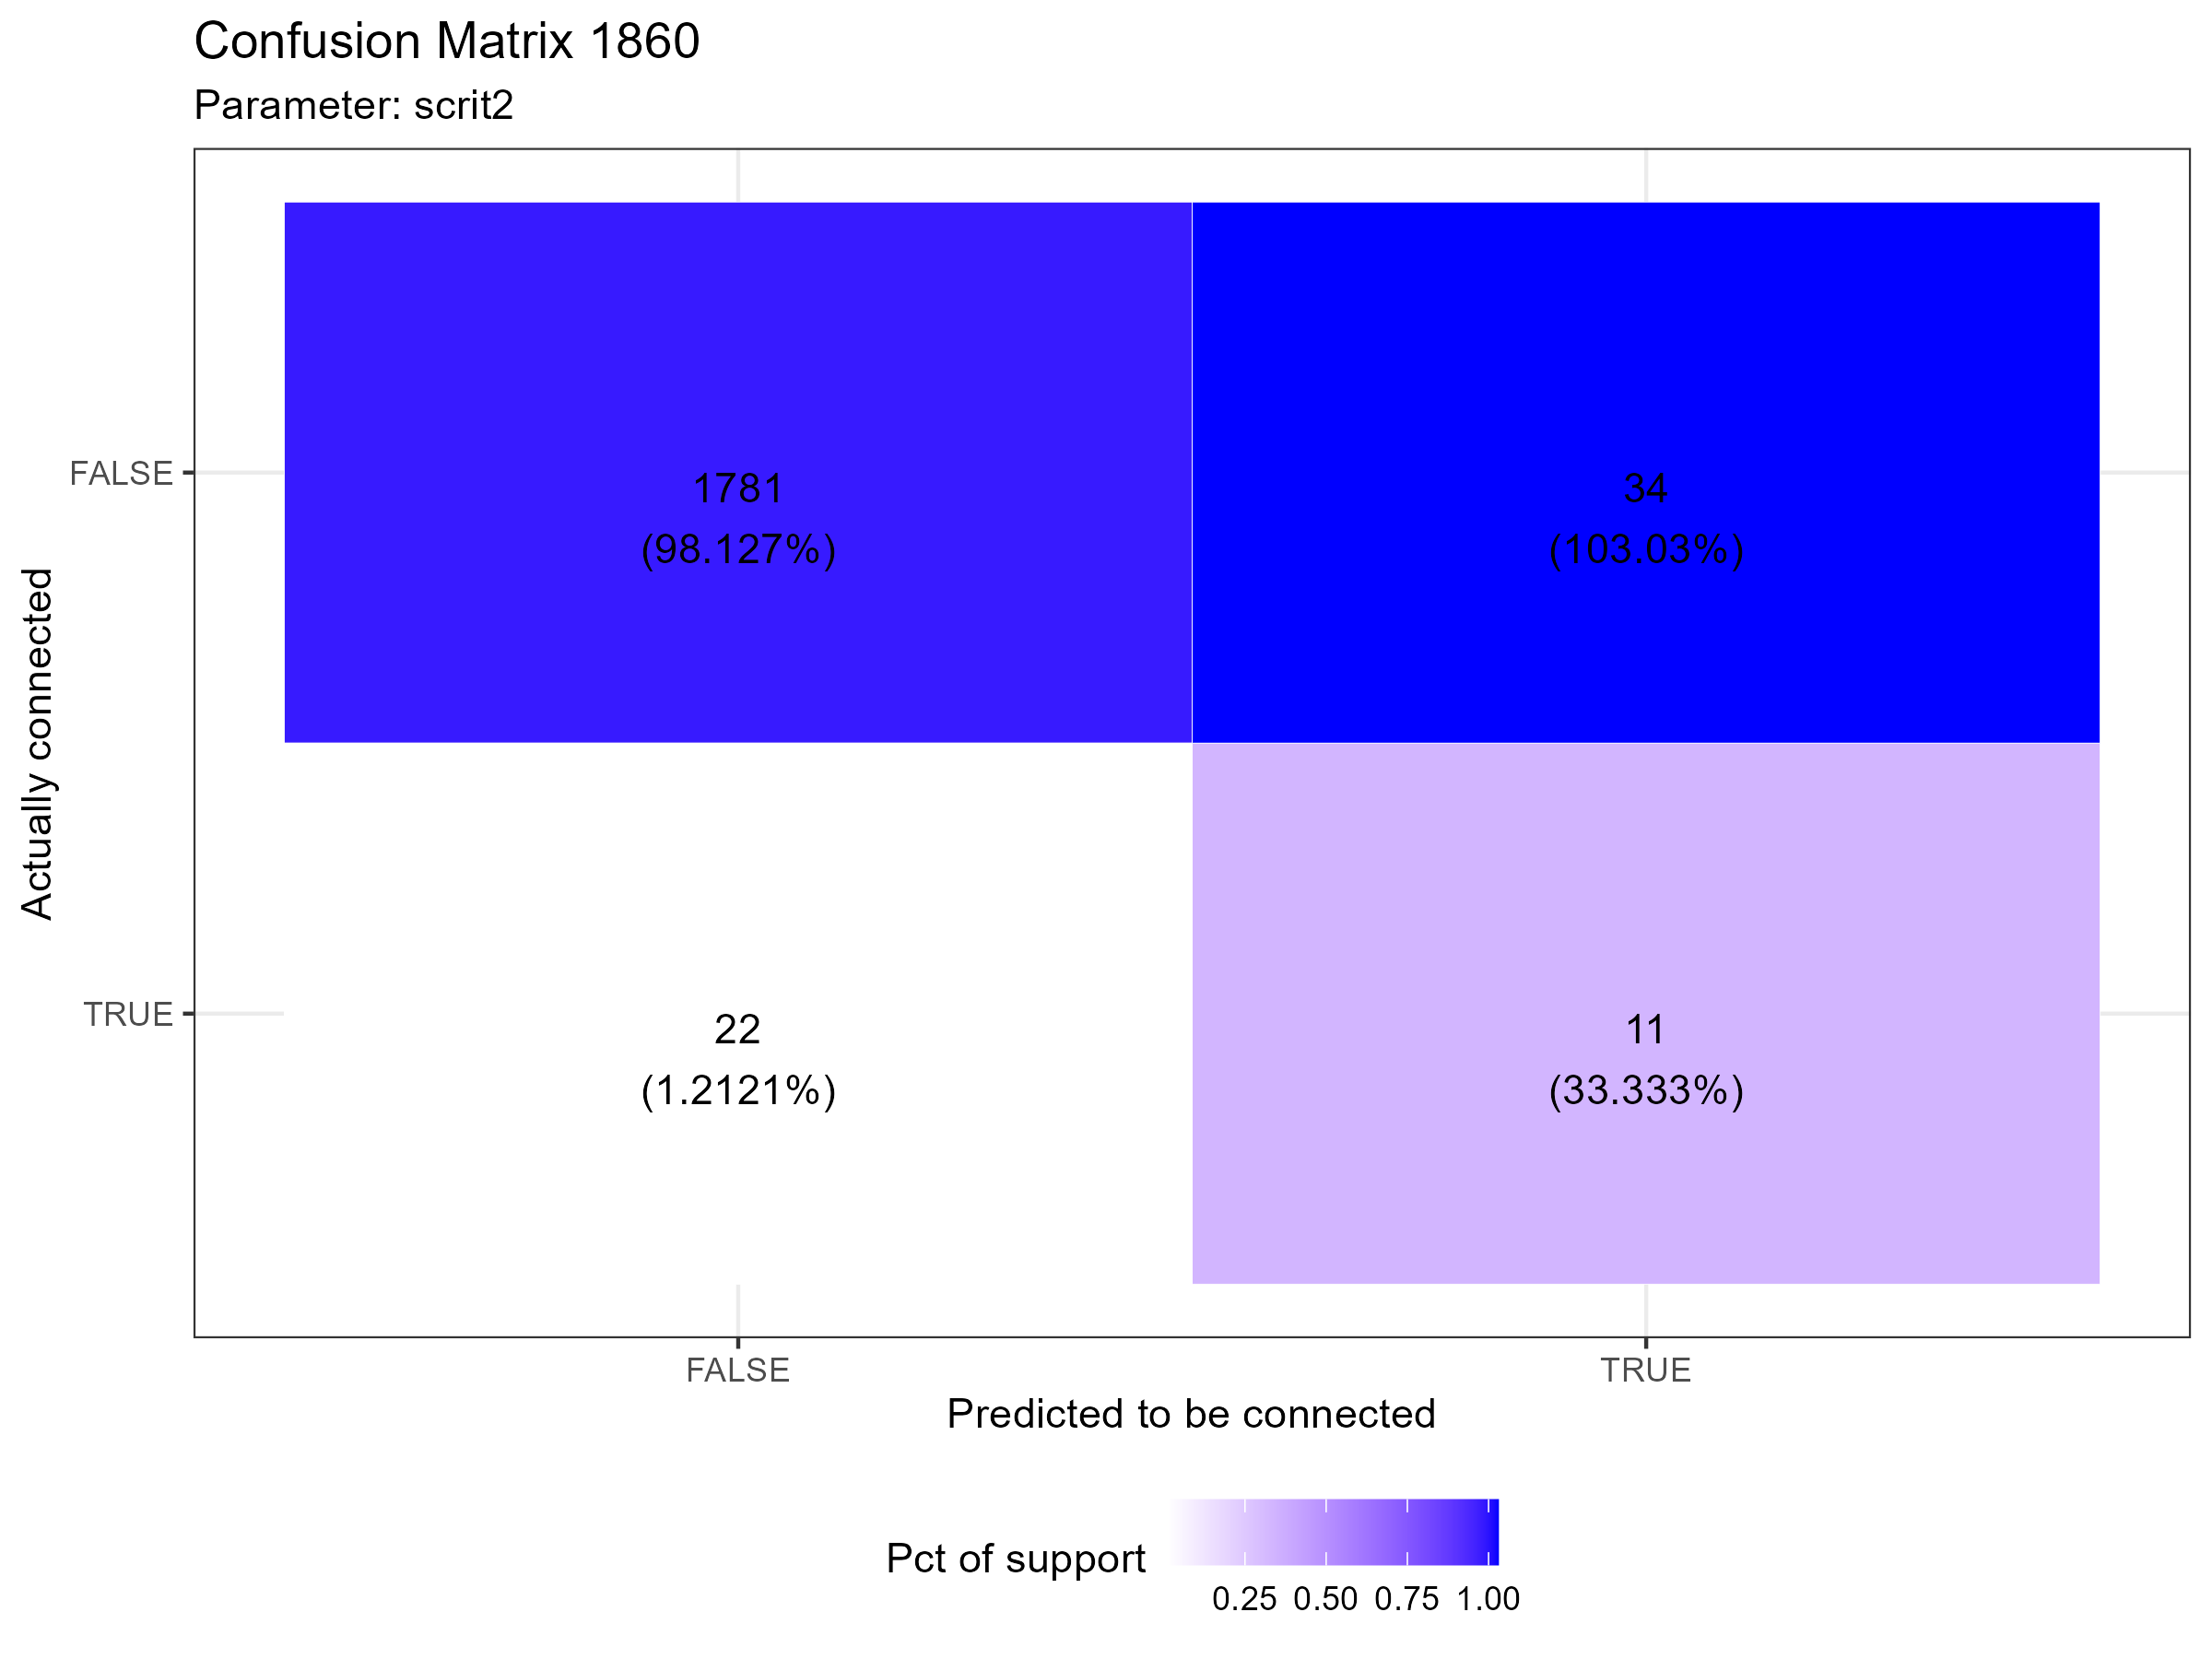 Confusion Matrix 1860
Parameter: scrit2
Actually connected
FALSE
1781
(98.127%)
34
(103.03%)
TRUE
22
(1.2121%)
11
(33.333%)
FALSE
TRUE
Predicted to be connected
Pct of support
0.25 0.50 0.75 1.00